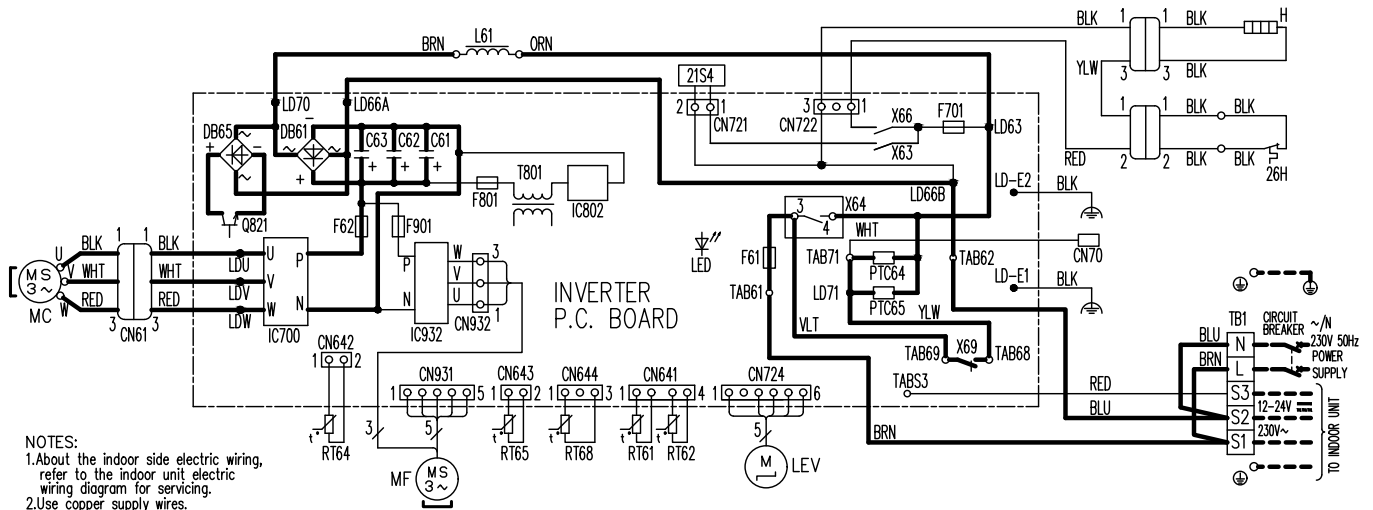 BRN L61 ORN
BLK 1 1 BLK H
YLW
3 3 BLK
21S4
2 1
CN721
3 1
CN722
X66
X63
F701
LD63
LD70
LD66A
DB65
DB61
+ −
−
+
~
C63 C62 C61
+ + +
F801
T801
IC802
Q821
F62
F901
1 1 BLK BLK
2 2 BLK BLK
RED
26H
LD66B
LD-E2 BLK
3 X64
4
WHT
F61
TAB71
PTC64
TAB62
CN70
TAB61
LD71
PTC65
LD-E1 BLK
YLW
VLT
TAB69
X69
TAB68
TABS3
LED
U BLK 1 1 BLK LDU U P
V WHT WHT LDV V
W RED 3 3 RED LDW W N
MS
3~
MC
CN61
IC700
P
N
W 3
V
U 1
IC932
CN932
INVERTER
P.C. BOARD
CN642
1 2
t°
RT64
CN931
1 5
3
5
MF
MS
3~
CN643
1 2
t°
RT65
CN644
1 3
t°
RT68
CN641
1 4
t° t°
RT61 RT62
CN724
1 6
5
M
LEV
RED
BLU
BRN
TB1
BLU
BRN
N
L
S3
S2
S1
CIRCUIT
BREAKER
~/N
230V 50Hz
POWER
SUPPLY
12-24V
230V~
TO INDOOR UNIT
NOTES:
1.About the indoor side electric wiring,
refer to the indoor unit electric
wiring diagram for servicing.
2.Use copper supply wires.